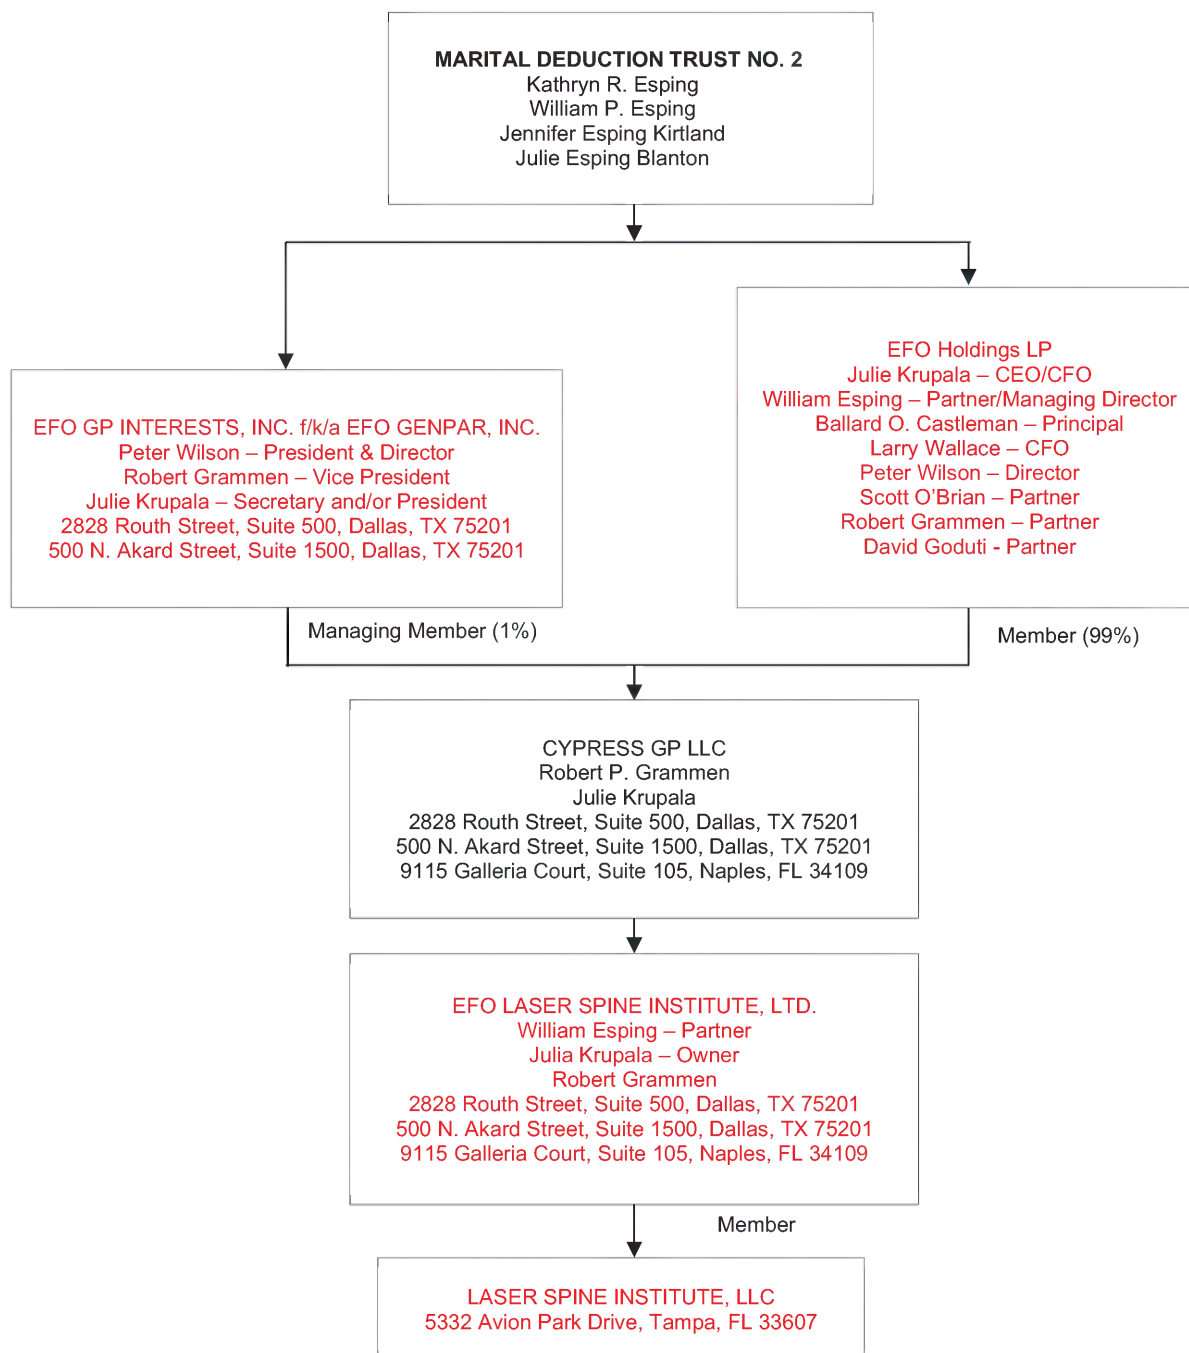 MARITAL DEDUCTION TRUST NO. 2
Kathryn R. Esping
William P. Esping
Jennifer Esping Kirtland
Julie Esping Blanton
EFO GP INTERESTS, INC. f/k/a EFO GENPAR, INC.
Peter Wilson – President & Director
Robert Grammen – Vice President
Julie Krupala – Secretary and/or President
2828 Routh Street, Suite 500, Dallas, TX 75201
500 N. Akard Street, Suite 1500, Dallas, TX 75201
EFO Holdings LP
Julie Krupala – CEO/CFO
William Esping – Partner/Managing Director
Ballard O. Castleman – Principal
Larry Wallace – CFO
Peter Wilson – Director
Scott O’Brian – Partner
Robert Grammen – Partner
David Goduti - Partner
Managing Member (1%)
Member (99%)
CYPRESS GP LLC
Robert P. Grammen
Julie Krupala
2828 Routh Street, Suite 500, Dallas, TX 75201
500 N. Akard Street, Suite 1500, Dallas, TX 75201
9115 Galleria Court, Suite 105, Naples, FL 34109
EFO LASER SPINE INSTITUTE, LTD.
William Esping – Partner
Julia Krupala – Owner
Robert Grammen
2828 Routh Street, Suite 500, Dallas, TX 75201
500 N. Akard Street, Suite 1500, Dallas, TX 75201
9115 Galleria Court, Suite 105, Naples, FL 34109
Member
LASER SPINE INSTITUTE, LLC
5332 Avion Park Drive, Tampa, FL 33607